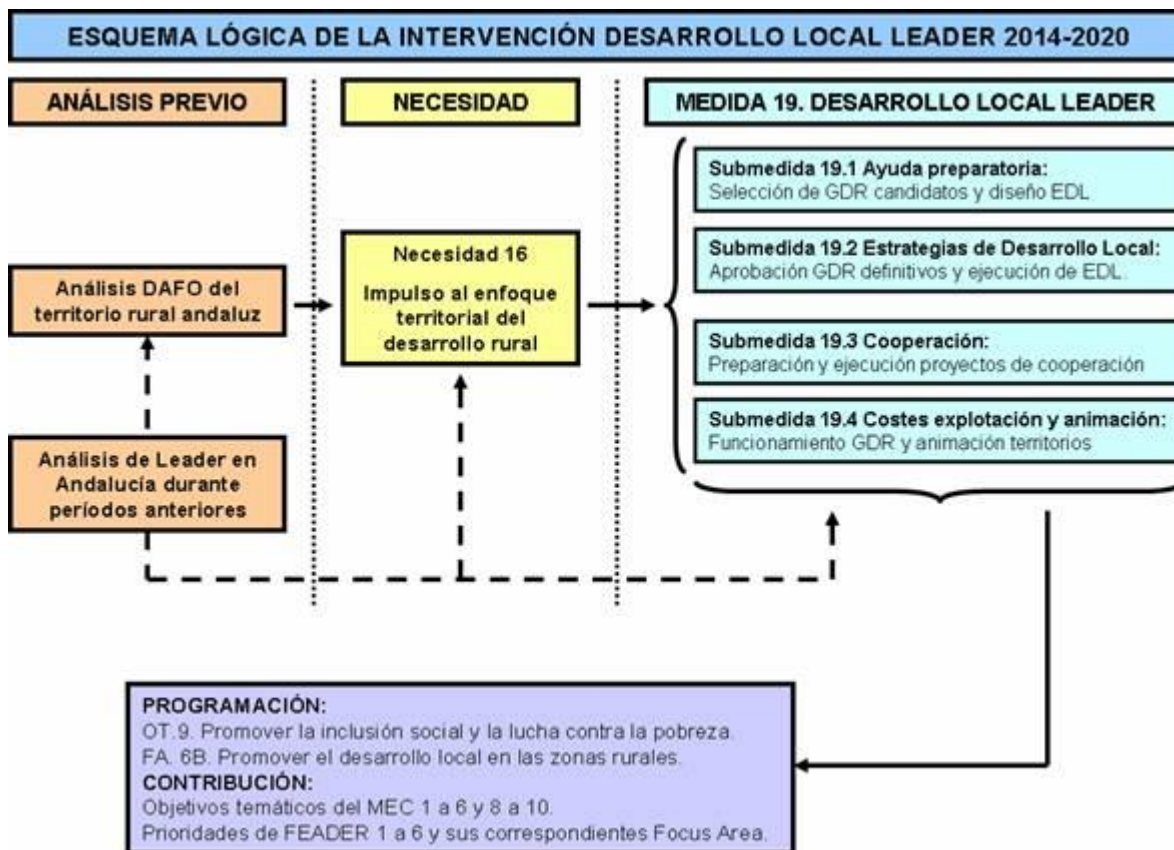 ESQUEMA LÓGICA DE LA INTERVENCIÓN DESARROLLO LOCAL LEADER 2014-2020
ANÁLISIS PREVIO
NECESIDAD
MEDIDA 19. DESARROLLO LOCAL LEADER
Análisis DAFO del
territorio rural andaluz
Análisis de Leader en
Andalucía durante
períodos anteriores
Necesidad 16
Impulso al enfoque
territorial del
desarrollo rural
Submedida 19.1 Ayuda preparatoria:
Selección de GDR candidatos y diseño EDL
Submedida 19.2 Estrategias de Desarrollo Local:
Aprobación GDR definitivos y ejecución de EDL.
Submedida 19.3 Cooperación:
Preparación y ejecución proyectos de cooperación
Submedida 19.4 Costes explotación y animación:
Funcionamiento GDR y animación territorios
PROGRAMACIÓN:
OT.9. Promover la inclusión social y la lucha contra la pobreza.
FA. 6B. Promover el desarrollo local en las zonas rurales.
CONTRIBUCIÓN:
Objetivos temáticos del MEC 1 a 6 y 8 a 10.
Prioridades de FEADER 1 a 6 y sus correspondientes Focus Area.